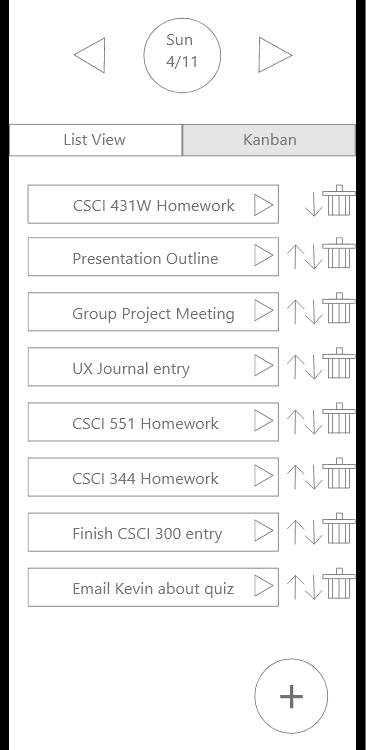 Sun
4/11
List View
Kanban
CSCI 431W Homework
Presentation Outline
Group Project Meeting
UX Journal entry
CSCI 551 Homework
CSCI 344 Homework
Finish CSCI 300 entry
Email Kevin about quiz
+